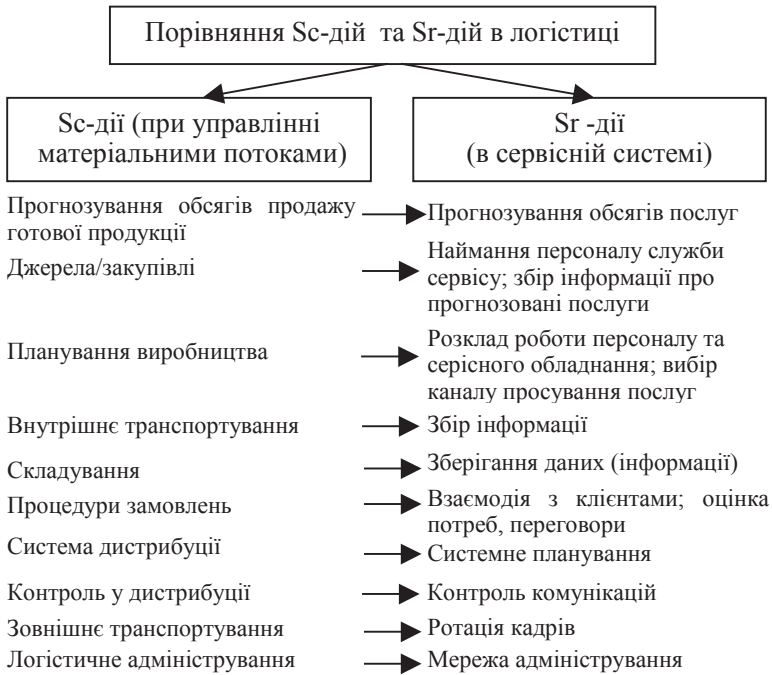 Порівняння Sc-дій та Sr-дій в логістиці
Sc-дії (при управлінні
матеріальними потоками)
Sr -дії
(в сервісній системі)
Прогнозування обсягів продажу
готової продукції
Прогнозування обсягів послуг
Джерела/закупівлі
Наймання персоналу служби
сервісу; збір інформації про
прогнозовані послуги
Планування виробництва
Розклад роботи персоналу та
серісного обладнання; вибір
каналу просування послуг
Внутрішнє транспортування
Збір інформації
Складування
Зберігання даних (інформації)
Процедури замовлень
Взаємодія з клієнтами; оцінка
потреб, переговори
Система дистрибуції
Системне планування
Контроль у дистрибуції
Контроль комунікацій
Зовнішнє транспортування
Ротація кадрів
Логістичне адміністрування
Мережа адміністрування